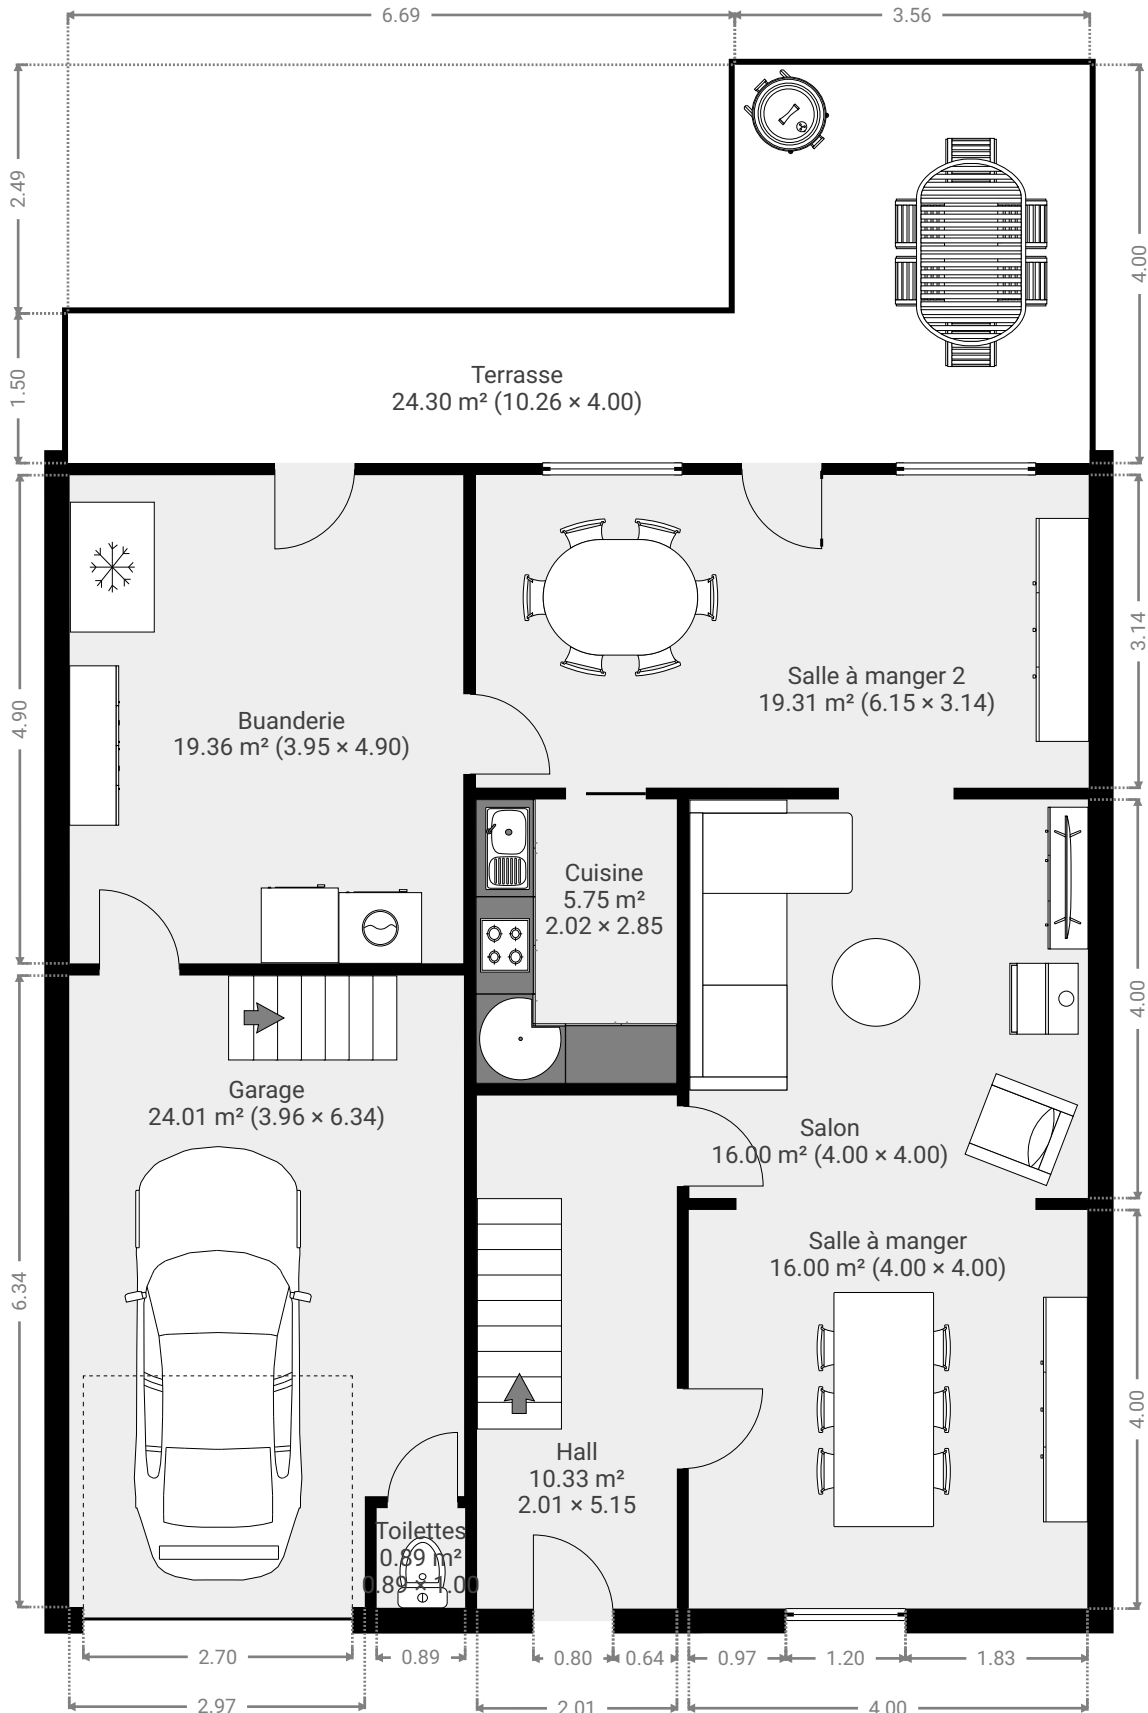 6.69
3.56
2.49
4.00
1.50
Terrasse
24.30 m² (10.26 × 4.00)
3.14
Salle à manger 2
19.31 m² (6.15 × 3.14)
4.90
Buanderie
19.36 m² (3.95 × 4.90)
Cuisine
5.75 m²
2.02 × 2.85
4.00
Garage
24.01 m² (3.96 × 6.34)
Salon
16.00 m² (4.00 × 4.00)
Salle à manger
16.00 m² (4.00 × 4.00)
6.34
4.00
Hall
10.33 m²
2.01 × 5.15
Toilettes
0.89 m²
0.89 × 1.00
2.70
0.89
0.80
0.64
0.97
1.20
1.83
2.97
2.01
4.00